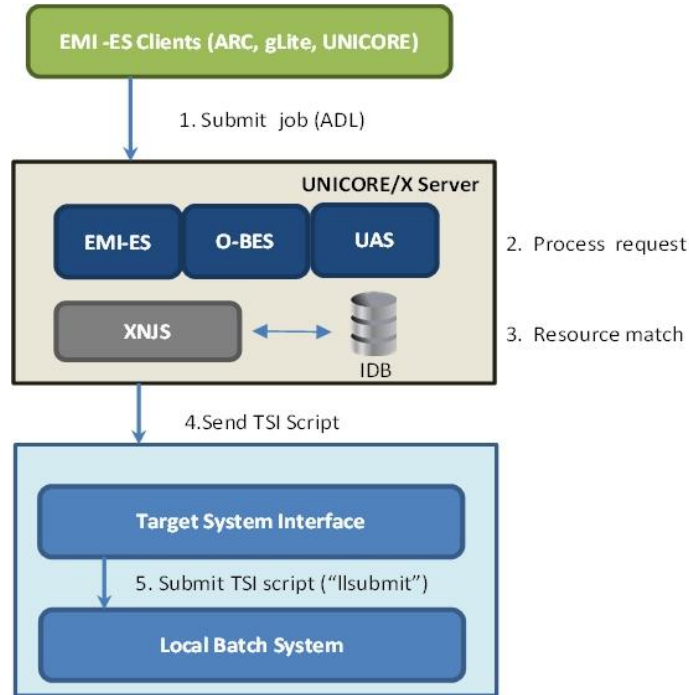 EMI -ES Clients (ARC, gLite, UNICORE)
1. Submit job (ADL)
UNICORE/X Server
EMI-ES
O-BES
UAS
2. Process request
XNJS
IDB
3. Resource match
4.Send TSI Script
Target System Interface
5. Submit TSI script (“llsubmit”)
Local Batch System